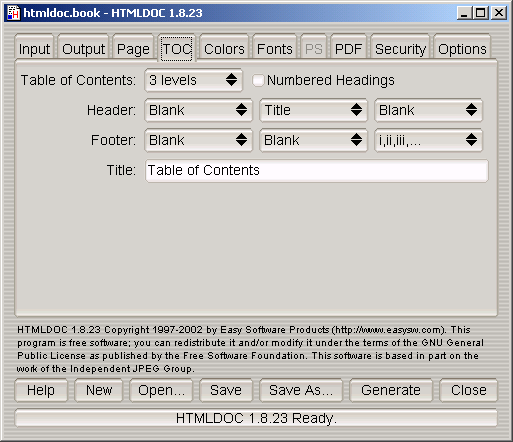 htmldoc.book - HTMLDOC 1.8.23
Input Output Page TOC Colors Fonts PS PDF Security Options
Table of Contents: 3 levels Numbered Headings
Header: Blank Title Blank
Footer: Blank Blank i,ii,iii,...
Title: Table of Contents
HTMLDOC 1.8.23 Copyright 1997-2002 by Easy Software Products (http://www.easysw.com). This
program is free software; you can redistribute it and/or modify it under the terms of the GNU General
Public License as published by the Free Software Foundation. This software is based in part on the
work of the Independent JPEG Group.
Help New Open... Save Save As... Generate Close
HTMLDOC 1.8.23 Ready.